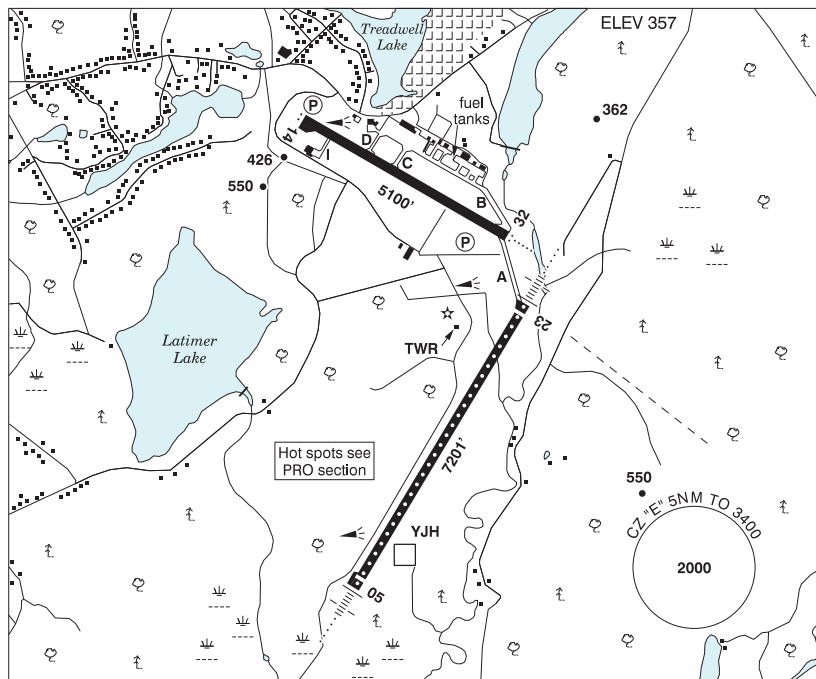 ELEV 357
Treadwell
Lake
fuel
tanks
362
P
14
D
I
C
426
550
5100'
B
32
P
A
23
TWR
Latimer
Lake
Hot spots see
PRO section
7201'
550
CZ "E" 5NM TO 3400
2000
YJH
05